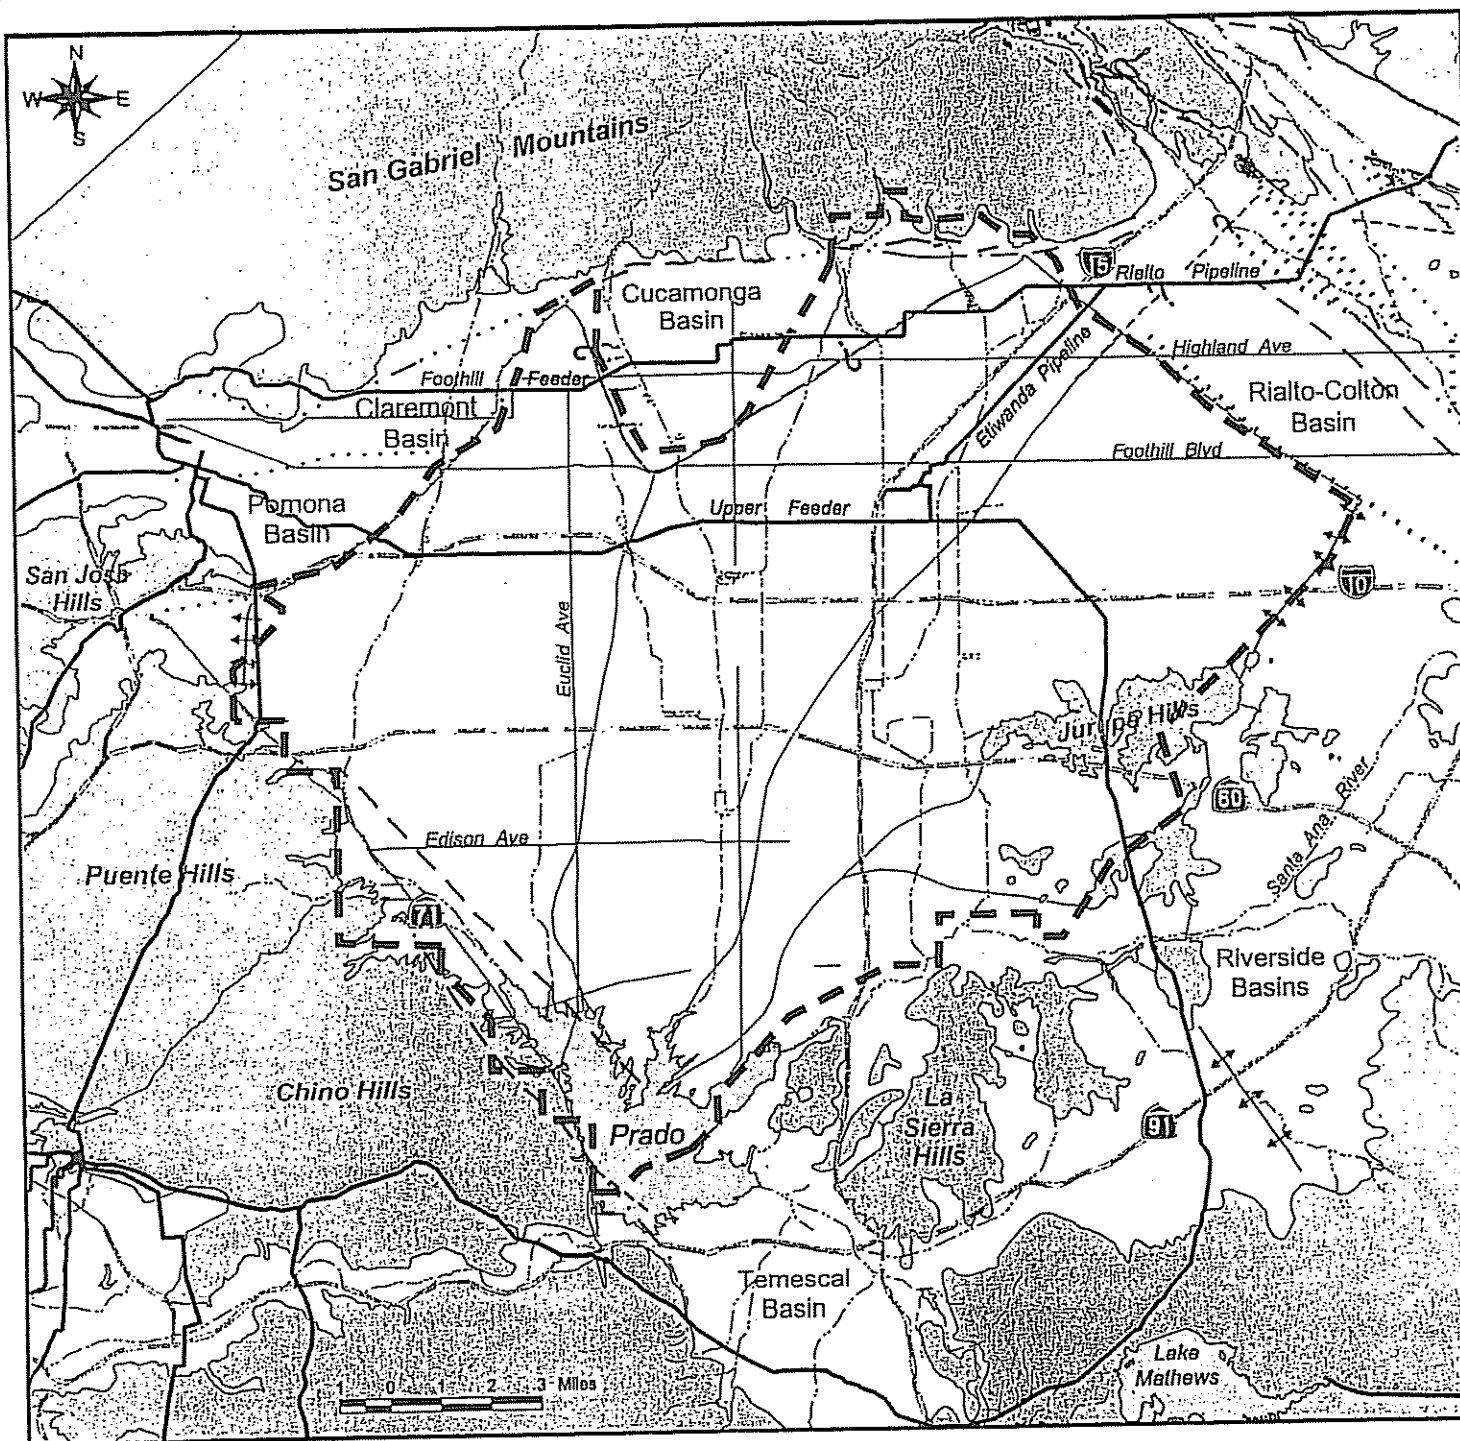 N
W E
S
San Gabriel Mountains
15
Rialto Pipeline
Cucamonga
Basin
Etiwanda Pipeline
Highland Ave
Foothill Feeder
Claremont
Basin
Rialto-Colton
Basin
Foothill Blvd
Pomona
Basin
Upper Feeder
San Jose
Hills
10
Euclid Ave
Jurupa Hills
60
Santa Ana River
Edison Ave
Puente Hills
71
Riverside
Basins
Chino Hills
La
Sierra
Hills
91
Prado
Temescal
Basin
Lake
Mathews
1 0 1 2 3 Miles